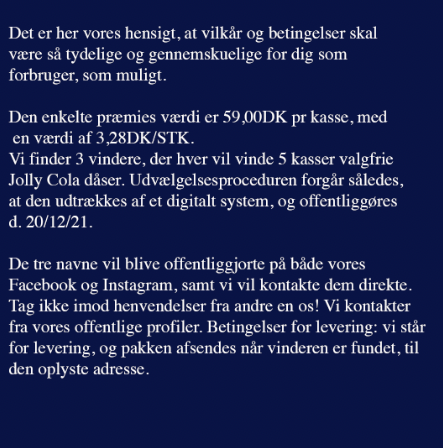 Det er her vores hensigt, at vilkår og betingelser skal
være så tydelige og gennemskuelige for dig som
forbruger, som muligt.
Den enkelte præmies værdi er 59,00DK pr kasse, med
en værdi af 3,28DK/STK.
Vi finder 3 vindere, der hver vil vinde 5 kasser valgfrie
Jolly Cola dåser. Udvælgelsesproceduren forgår således,
at den udtrækkes af et digitalt system, og offentliggøres
d. 20/12/21.
De tre navne vil blive offentliggjorte på både vores
Facebook og Instagram, samt vi vil kontakte dem direkte.
Tag ikke imod henvendelser fra andre en os! Vi kontakter
fra vores offentlige profiler. Betingelser for levering: vi står
for levering, og pakken afsendes når vinderen er fundet, til
den oplyste adresse.